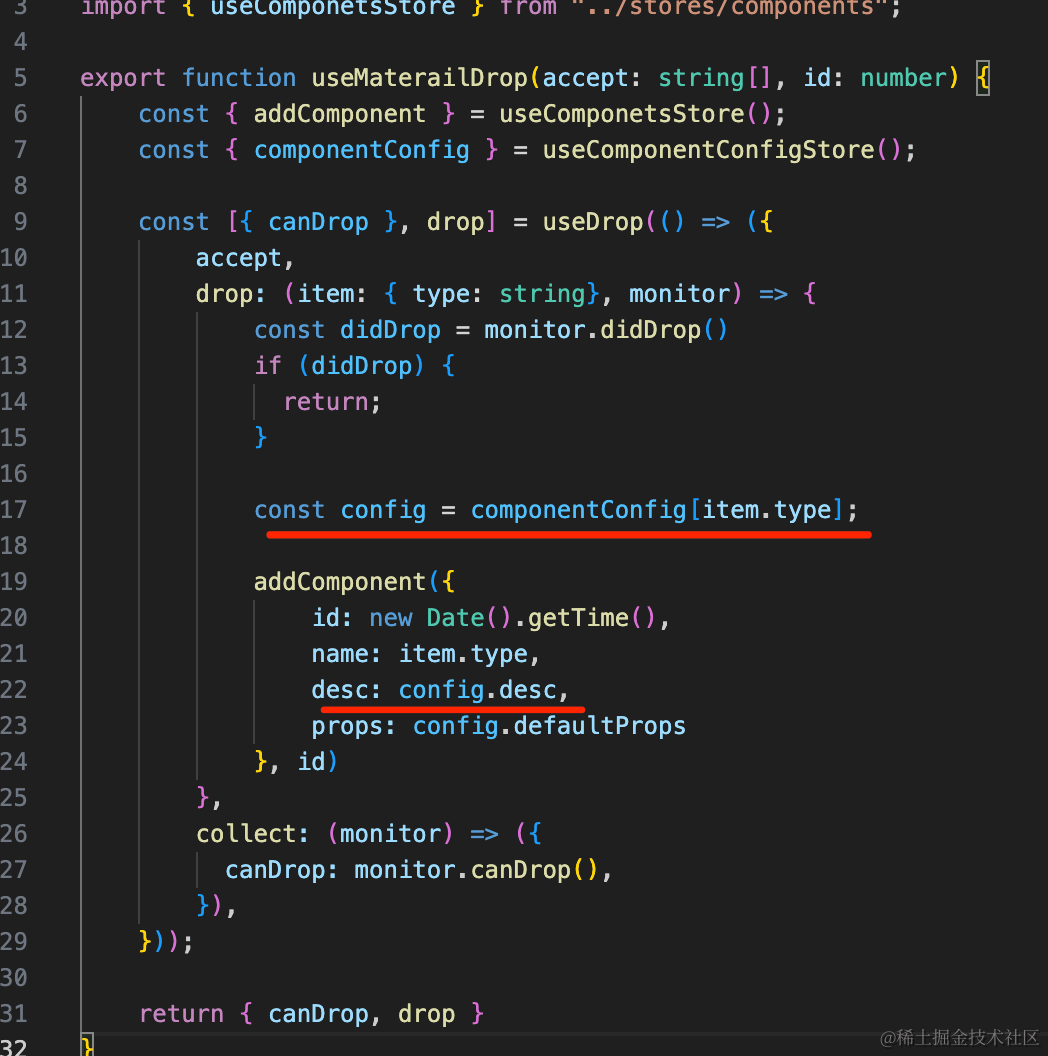 3 import { useComponetsStore } from "../stores/components";
4
5 export function useMaterailDrop(accept: string[], id: number) {
6 const { addComponent } = useComponetsStore();
7 const { componentConfig } = useComponentConfigStore();
8
9 const [{ canDrop }, drop] = useDrop(() => ({
10 accept,
11 drop: (item: { type: string}, monitor) => {
12 const didDrop = monitor.didDrop()
13 if (didDrop) {
14 return;
15 }
16
17 const config = componentConfig[item.type];
18
19 addComponent({
20 id: new Date().getTime(),
21 name: item.type,
22 desc: config.desc,
23 props: config.defaultProps
24 }, id)
25 },
26 collect: (monitor) => ({
27 canDrop: monitor.canDrop(),
28 }),
29 }));
30
31 return { canDrop, drop }
32 }
@稀土掘金技术社区